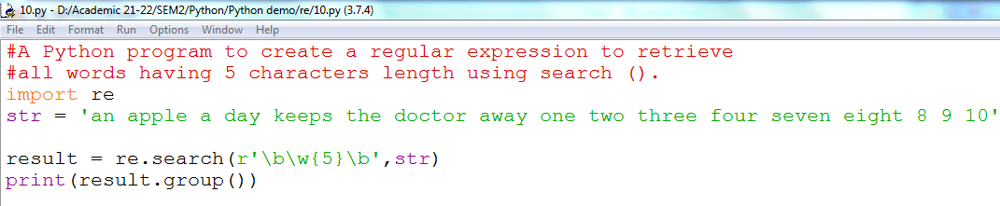 10.py - D:/Academic 21-22/SEM2/Python/Python demo/re/10.py (3.7.4)
File Edit Format Run Options Window Help
#A Python program to create a regular expression to retrieve
#all words having 5 characters length using search ().
import re
str = 'an apple a day keeps the doctor away one two three four seven eight 8 9 10'
result = re.search(r'\b\w{5}\b',str)
print(result.group())